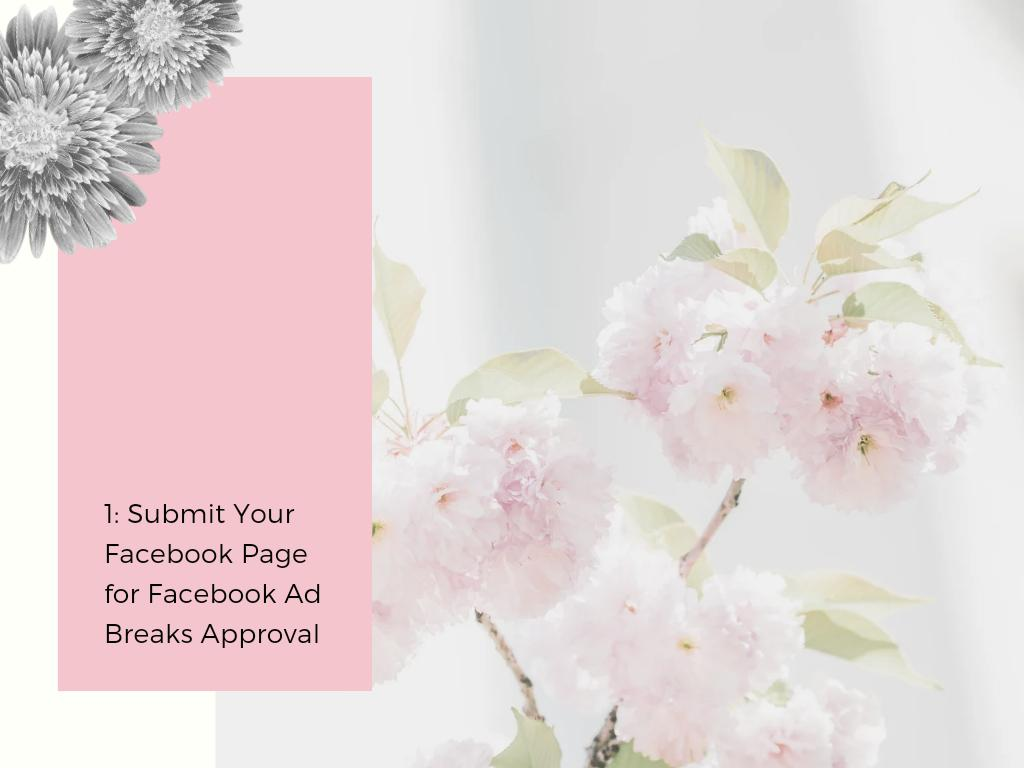 1: Submit Your
Facebook Page
for Facebook Ad
Breaks Approval